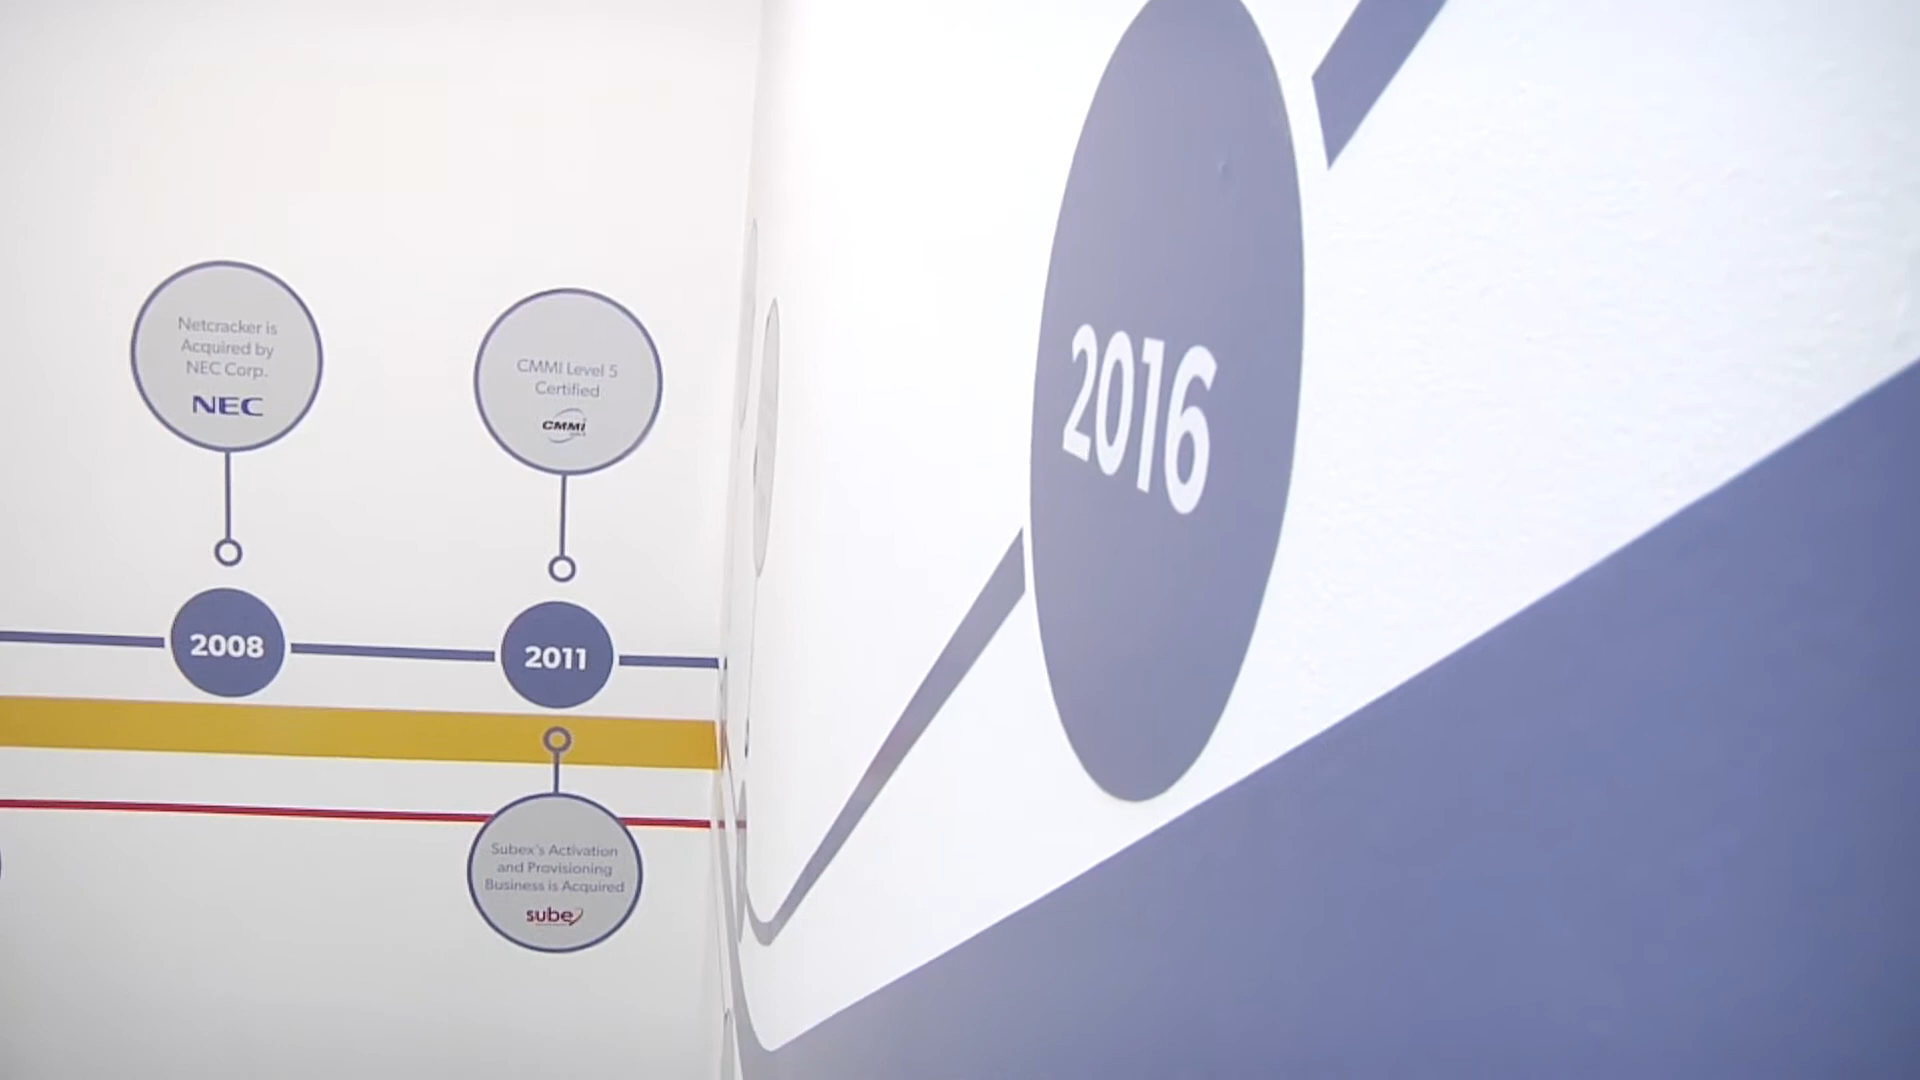 Netcracker is
Acquired by
NEC Corp.
NEC
2008
CMMI Level 5
Certified
CMMI
2011
Subex's Activation
and Provisioning
Business is Acquired
subex
2016